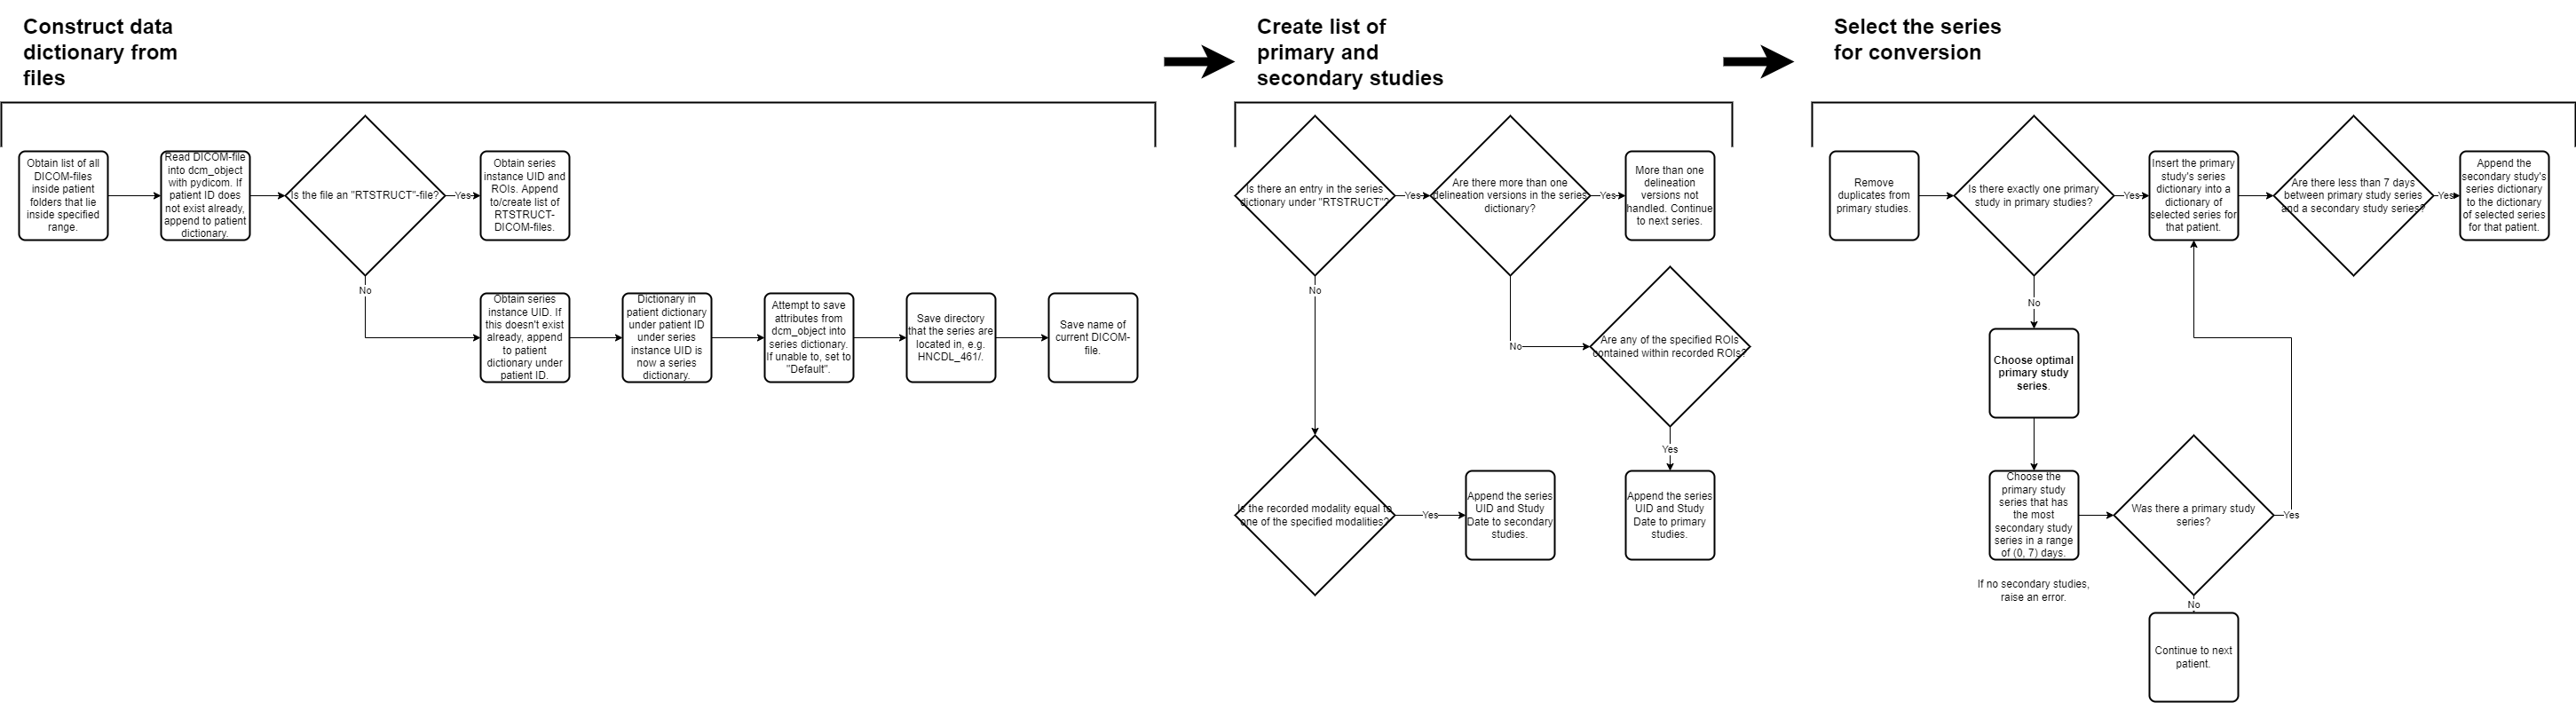 Construct data
dictionary from
files
Create list of
primary and
secondary studies
Select the series
for conversion
Obtain list of all
DICOM-files
inside patient
folders that lie
inside specified
range.
Read DICOM-file
into dcm_object
with pydicom. If
patient ID does
not exist already,
append to patient
dictionary.
Is the file an "RTSTRUCT"-file?
Yes
Obtain series
instance UID and
ROIs. Append
to/create list of
RTSTRUCT-
DICOM-files.
No
Obtain series
instance UID. If
this doesn't exist
already, append
to patient
dictionary under
patient ID.
Dictionary in
patient dictionary
under patient ID
under series
instance UID is
now a series
dictionary.
Attempt to save
attributes from
dcm_object into
series dictionary.
If unable to, set to
"Default".
Save directory
that the series are
located in, e.g.
HNCDL_461/.
Save name of
current DICOM-
file.
Is there an entry in the series
dictionary under "RTSTRUCT"?
Yes
Are there more than one
delineation versions in the series
dictionary?
Yes
More than one
delineation
versions not
handled. Continue
to next series.
No
No
Are any of the specified ROIs
contained within recorded ROIs?
Yes
Is the recorded modality equal to
one of the specified modalities?
Yes
Append the series
UID and Study
Date to secondary
studies.
Append the series
UID and Study
Date to primary
studies.
Remove
duplicates from
primary studies.
Is there exactly one primary
study in primary studies?
Yes
Insert the primary
study's series
dictionary into a
dictionary of
selected series for
that patient.
Are there less than 7 days
between primary study series
and a secondary study series?
Yes
Append the
secondary study's
series dictionary
to the dictionary
of selected series
for that patient.
No
Choose optimal
primary study
series.
Choose the
primary study
series that has
the most
secondary study
series in a range
of (0, 7) days.
If no secondary studies,
raise an error.
Was there a primary study
series?
Yes
No
Continue to next
patient.